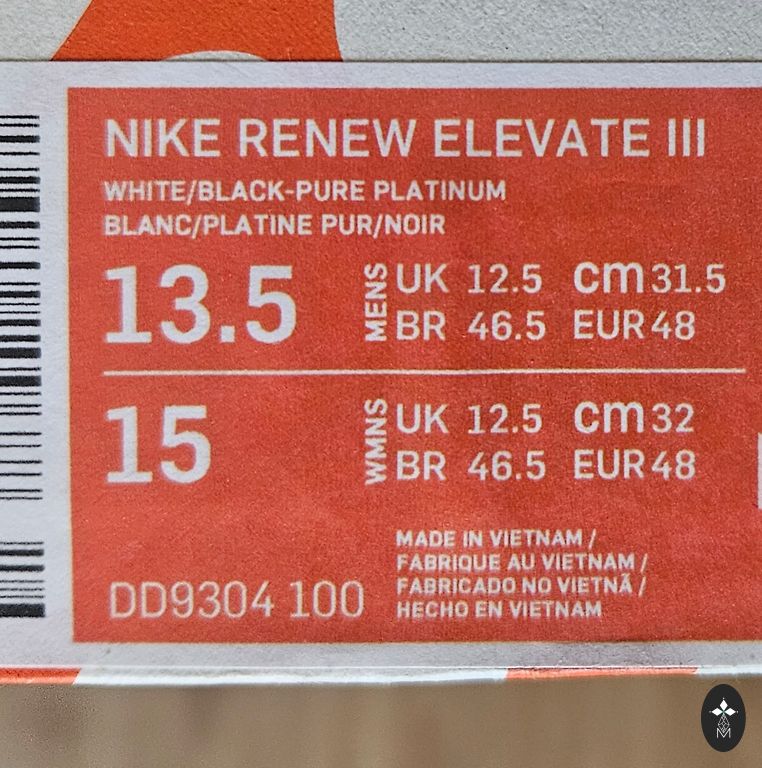 NIKE RENEW ELEVATE III
WHITE/BLACK-PURE PLATINUM
BLANC/PLATINE PUR/NOIR
13.5 MENS UK 12.5 cm 31.5
BR 46.5 EUR 48
15 WMNS UK 12.5 cm 32
BR 46.5 EUR 48
MADE IN VIETNAM /
FABRIQUE AU VIETNAM /
FABRICADO NO VIETNÃ /
HECHO EN VIETNAM
DD9304 100